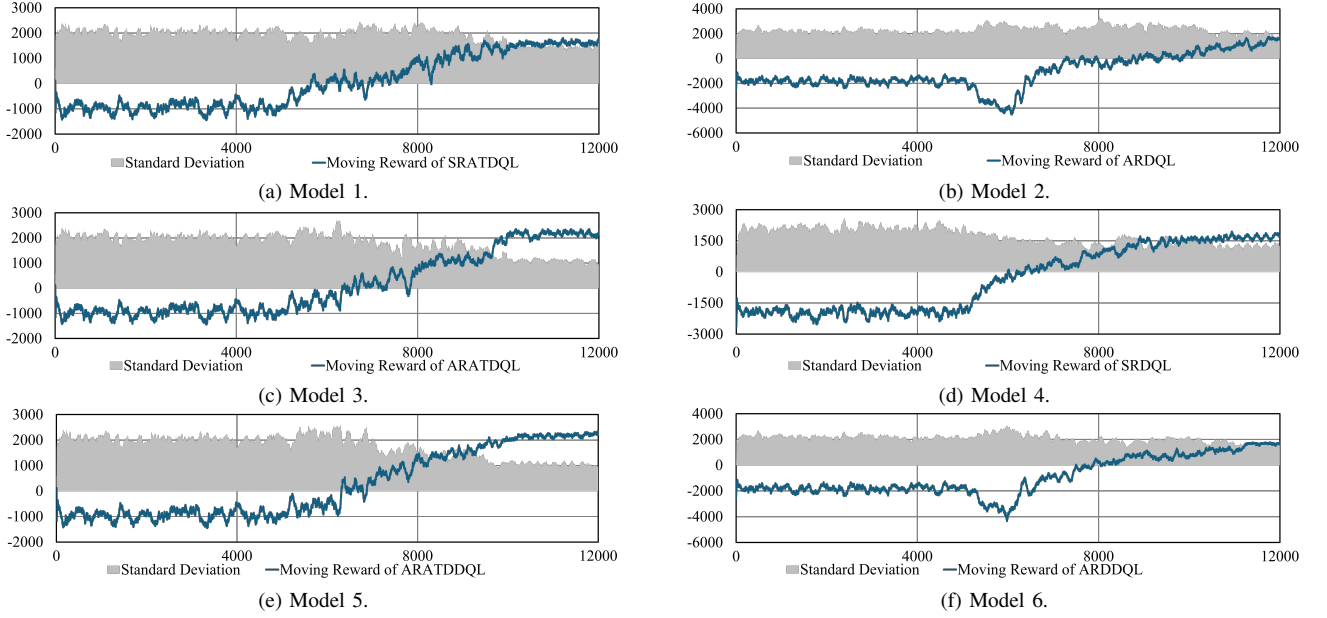 3000
2000
1000
0
-1000
-2000
0 4000 8000 12000
Standard Deviation Moving Reward of SRATDQL
(a) Model 1.
4000
2000
0
-2000
-4000
-6000
0 4000 8000 12000
Standard Deviation Moving Reward of ARDQL
(b) Model 2.
3000
2000
1000
0
-1000
-2000
0 4000 8000 12000
Standard Deviation Moving Reward of ARATDQL
(c) Model 3.
3000
1500
0
-1500
-3000
0 4000 8000 12000
Standard Deviation Moving Reward of SRDQL
(d) Model 4.
3000
2000
1000
0
-1000
-2000
0 4000 8000 12000
Standard Deviation Moving Reward of ARATDDQL
(e) Model 5.
4000
2000
0
-2000
-4000
-6000
0 4000 8000 12000
Standard Deviation Moving Reward of ARDDQL
(f) Model 6.